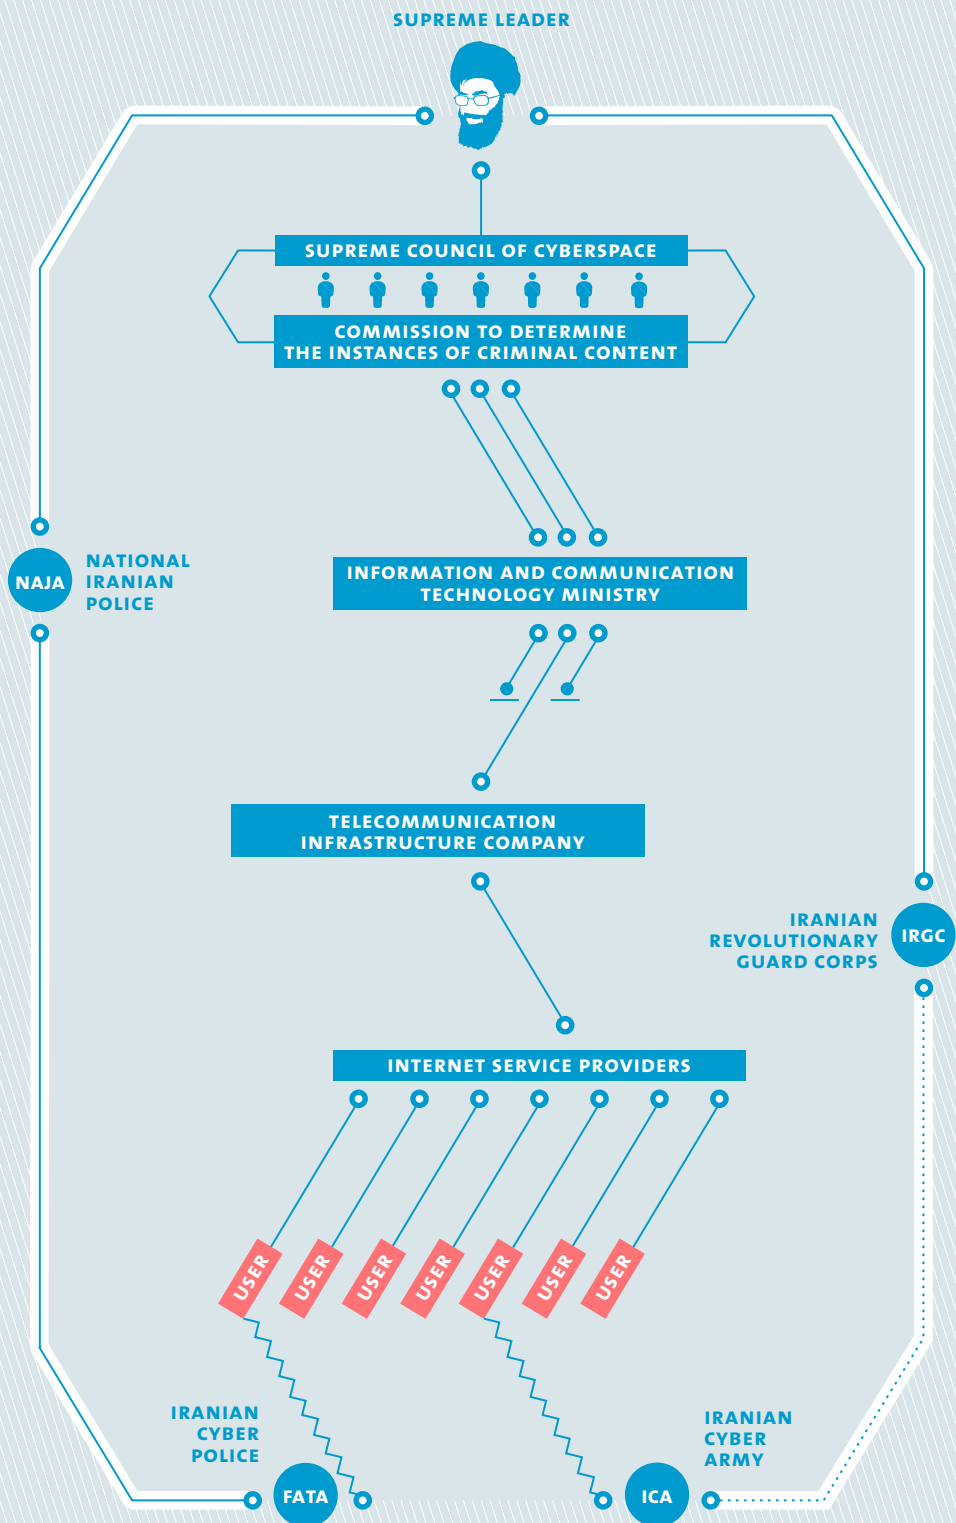 SUPREME LEADER
SUPREME COUNCIL OF CYBERSPACE
COMMISSION TO DETERMINE
THE INSTANCES OF CRIMINAL CONTENT
NAJA
NATIONAL
IRANIAN
POLICE
INFORMATION AND COMMUNICATION
TECHNOLOGY MINISTRY
TELECOMMUNICATION
INFRASTRUCTURE COMPANY
IRANIAN
REVOLUTIONARY
GUARD CORPS
IRGC
INTERNET SERVICE PROVIDERS
USER
USER
USER
USER
USER
USER
USER
IRANIAN
CYBER
POLICE
FATA
IRANIAN
CYBER
ARMY
ICA